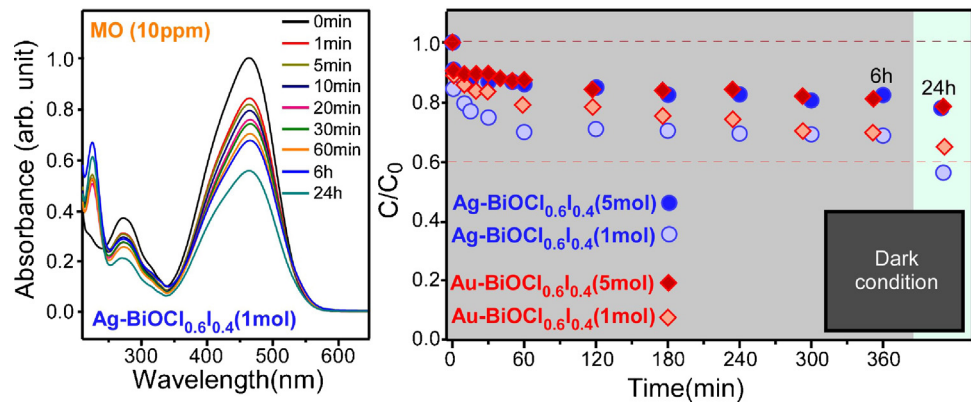 MO (10ppm)
0min
1min
5min
10min
20min
30min
60min
6h
24h
1.0
0.8
0.6
0.4
0.2
0.0
Absorbance (arb. unit)
Ag-BiOCl0.6I0.4(1mol)
300
400
500
600
Wavelength(nm)
1.0
0.8
0.6
0.4
0.2
0.0
C/C0
6h
24h
Ag-BiOCl0.6I0.4(5mol)
Ag-BiOCl0.6I0.4(1mol)
Au-BiOCl0.6I0.4(5mol)
Au-BiOCl0.6I0.4(1mol)
Dark
condition
0
60
120
180
240
300
360
Time(min)